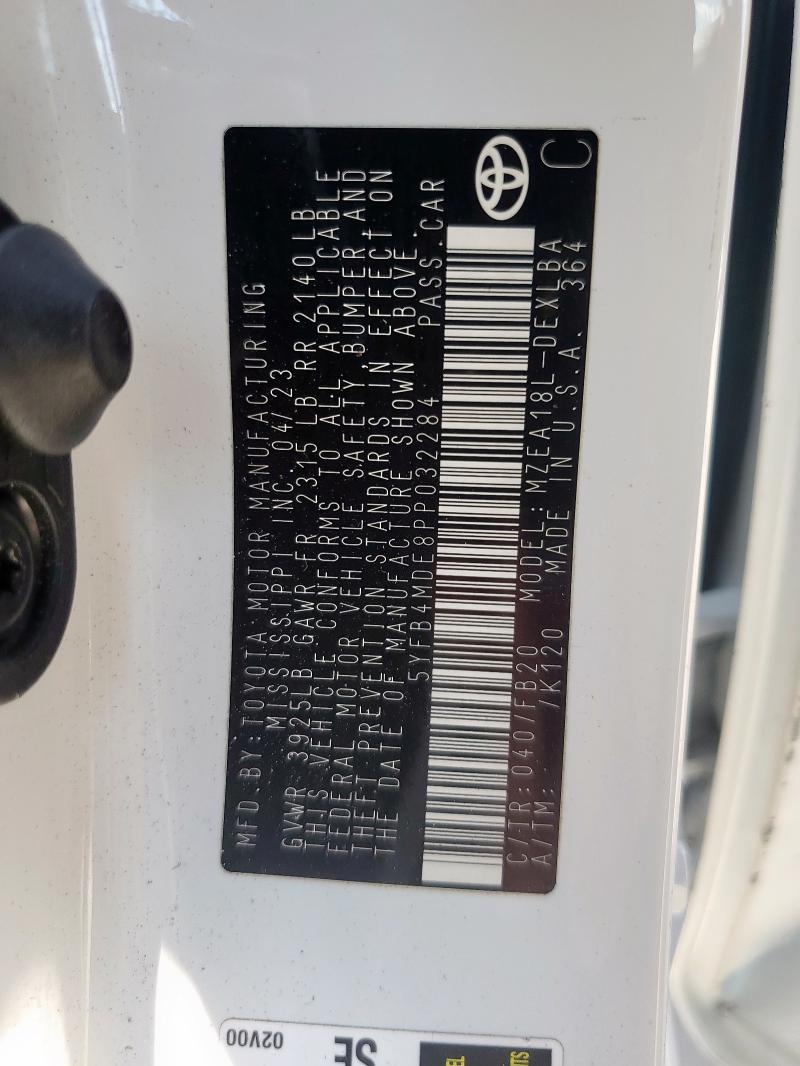 MFD.BY:TOYOTA MOTOR MANUFACTURING
MISSISSIPPI INC. 04/23
GVWR 3925LB GAWR FR 2315 LB RR 2140LB
THIS VEHICLE CONFORMS TO ALL APPLICABLE
FEDERAL MOTOR VEHICLE SAFETY, BUMPER AND
THEFT PREVENTION STANDARDS IN EFFECT ON
THE DATE OF MANUFACTURE SHOWN ABOVE.
5YFB4MDE8PP032284 PASS.CAR
C/TR:040/FB20 MODEL:MZEA18L-DEXLBA
A/TM: /K120 MADE IN U.S.A. 364
C
02V00
SE